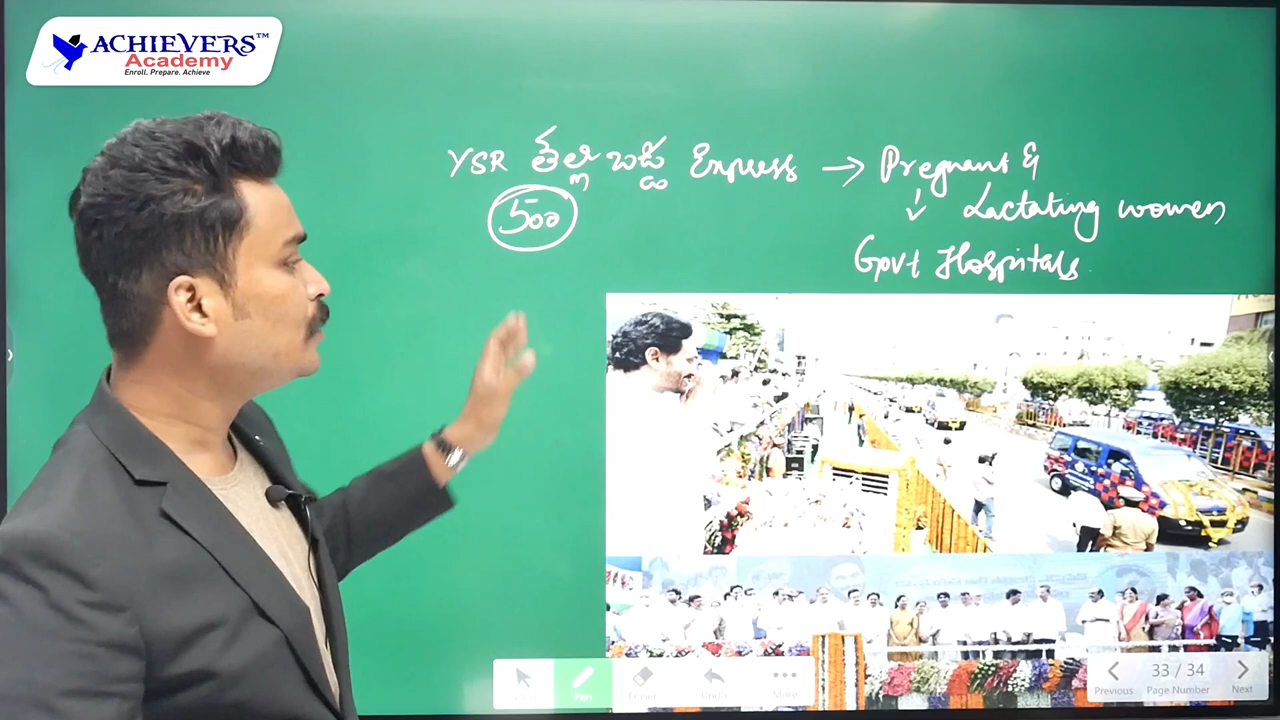 ACHIEVERS™
Academy
Enroll. Prepare. Achieve
YSR తల్లి బిడ్డ Express → Pregnant &
Lactating women
500
Govt Hospitals
Pen
Undo
More
Previous
33 / 34
Page Number
Next